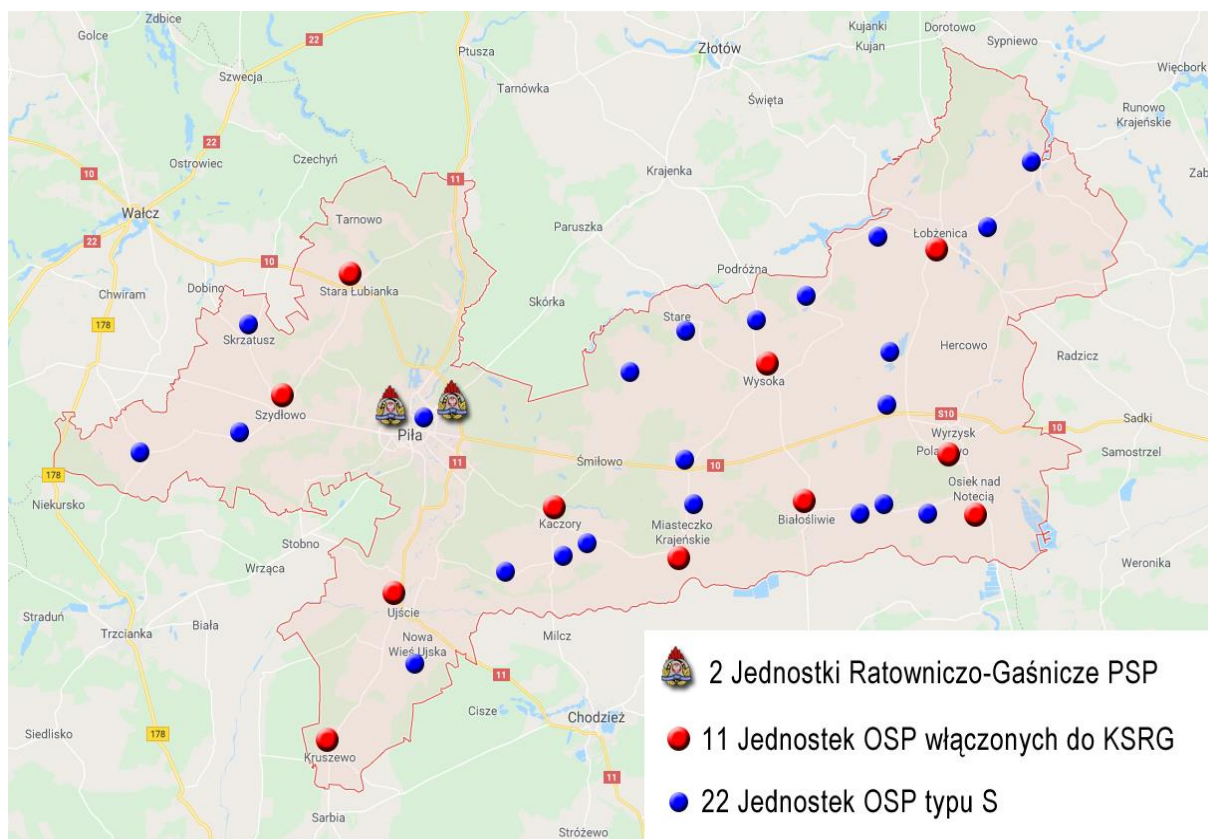 Zdbice
Golce
22
Szwecja
Ptusza
Tarnówka
Złotów
Kujanki
Kujan
Dorotowo
Sypniewo
Więcbork
Święta
Runowo
Krajeńskie
22
Ostrowiec
Czechyń
11
Krajenka
10
Zab
Wałcz
Tarnowo
Paruszka
Łobżenica
22
10
Podróżna
Chwiram
Dobino
Stara Łubianka
Skórka
Stare
178
Skrzatusz
Hercowo
Radzicz
Wysoka
Szydłowo
S10
Sadki
Piła
10
Wyrzysk
Śmiłowo
11
10
Samostrzel
178
Niekursko
Osiek nad
Notecią
Kaczory
Miasteczko
Krajeńskie
Białośliwie
Stobno
Wrząca
Weronika
Ujście
Straduń
Trzcianka
Biała
Nowa
Wieś Ujska
Milcz
11
Cisze
Chodzież
Siedlisko
178
Kruszewo
11
Sarbia
Stróżewo
2 Jednostki Ratowniczo-Gaśnicze PSP
11 Jednostek OSP włączonych do KSRG
22 Jednostek OSP typu S